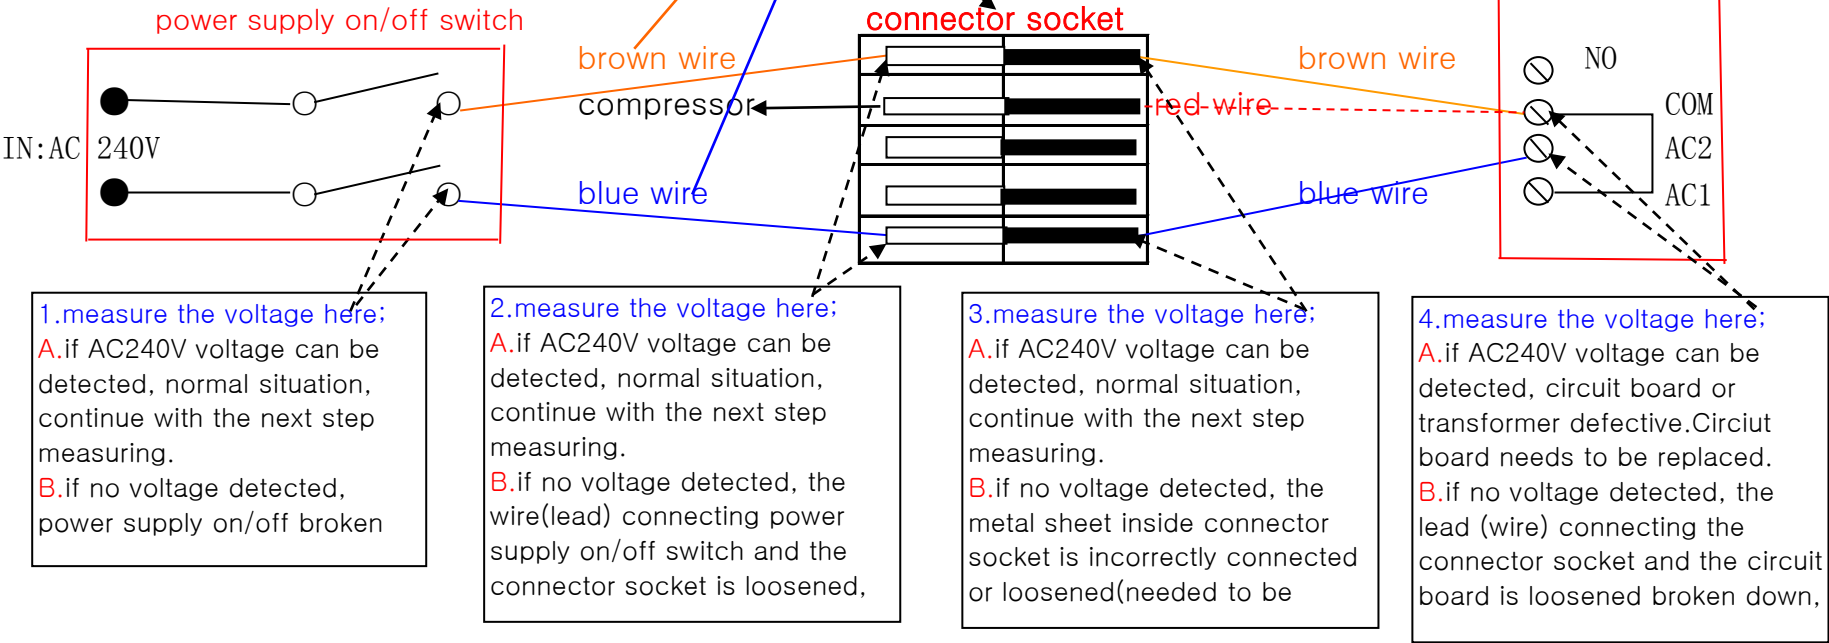 power supply on/off switch
connector socket
brown wire
brown wire
NO
compressor
red wire
COM
IN:AC 240V
AC2
blue wire
blue wire
AC1
1.measure the voltage here;
A.if AC240V voltage can be
detected, normal situation,
continue with the next step
measuring.
B.if no voltage detected,
power supply on/off broken
2.measure the voltage here;
A.if AC240V voltage can be
detected, normal situation,
continue with the next step
measuring.
B.if no voltage detected, the
wire(lead) connecting power
supply on/off switch and the
connector socket is loosened,
3.measure the voltage here;
A.if AC240V voltage can be
detected, normal situation,
continue with the next step
measuring.
B.if no voltage detected, the
metal sheet inside connector
socket is incorrectly connected
or loosened(needed to be
4.measure the voltage here;
A.if AC240V voltage can be
detected, circuit board or
transformer defective.Circiut
board needs to be replaced.
B.if no voltage detected, the
lead (wire) connecting the
connector socket and the circuit
board is loosened broken down,